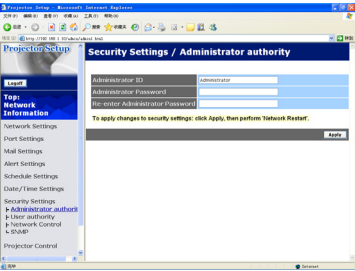 Projector Setup - Microsoft Internet Explorer
Projector Setup
Logoff
Top:
Network
Information
Network Settings
Port Settings
Mail Settings
Alert Settings
Schedule Settings
Date/Time Settings
Security Settings
Administrator authorit
User authority
Network Control
SNMP
Projector Control
Security Settings / Administrator authority
Administrator ID
Administrator
Administrator Password
Re-enter Administrator Password
To apply changes to security settings: click Apply, then perform 'Network Restart'.
Apply
Internet